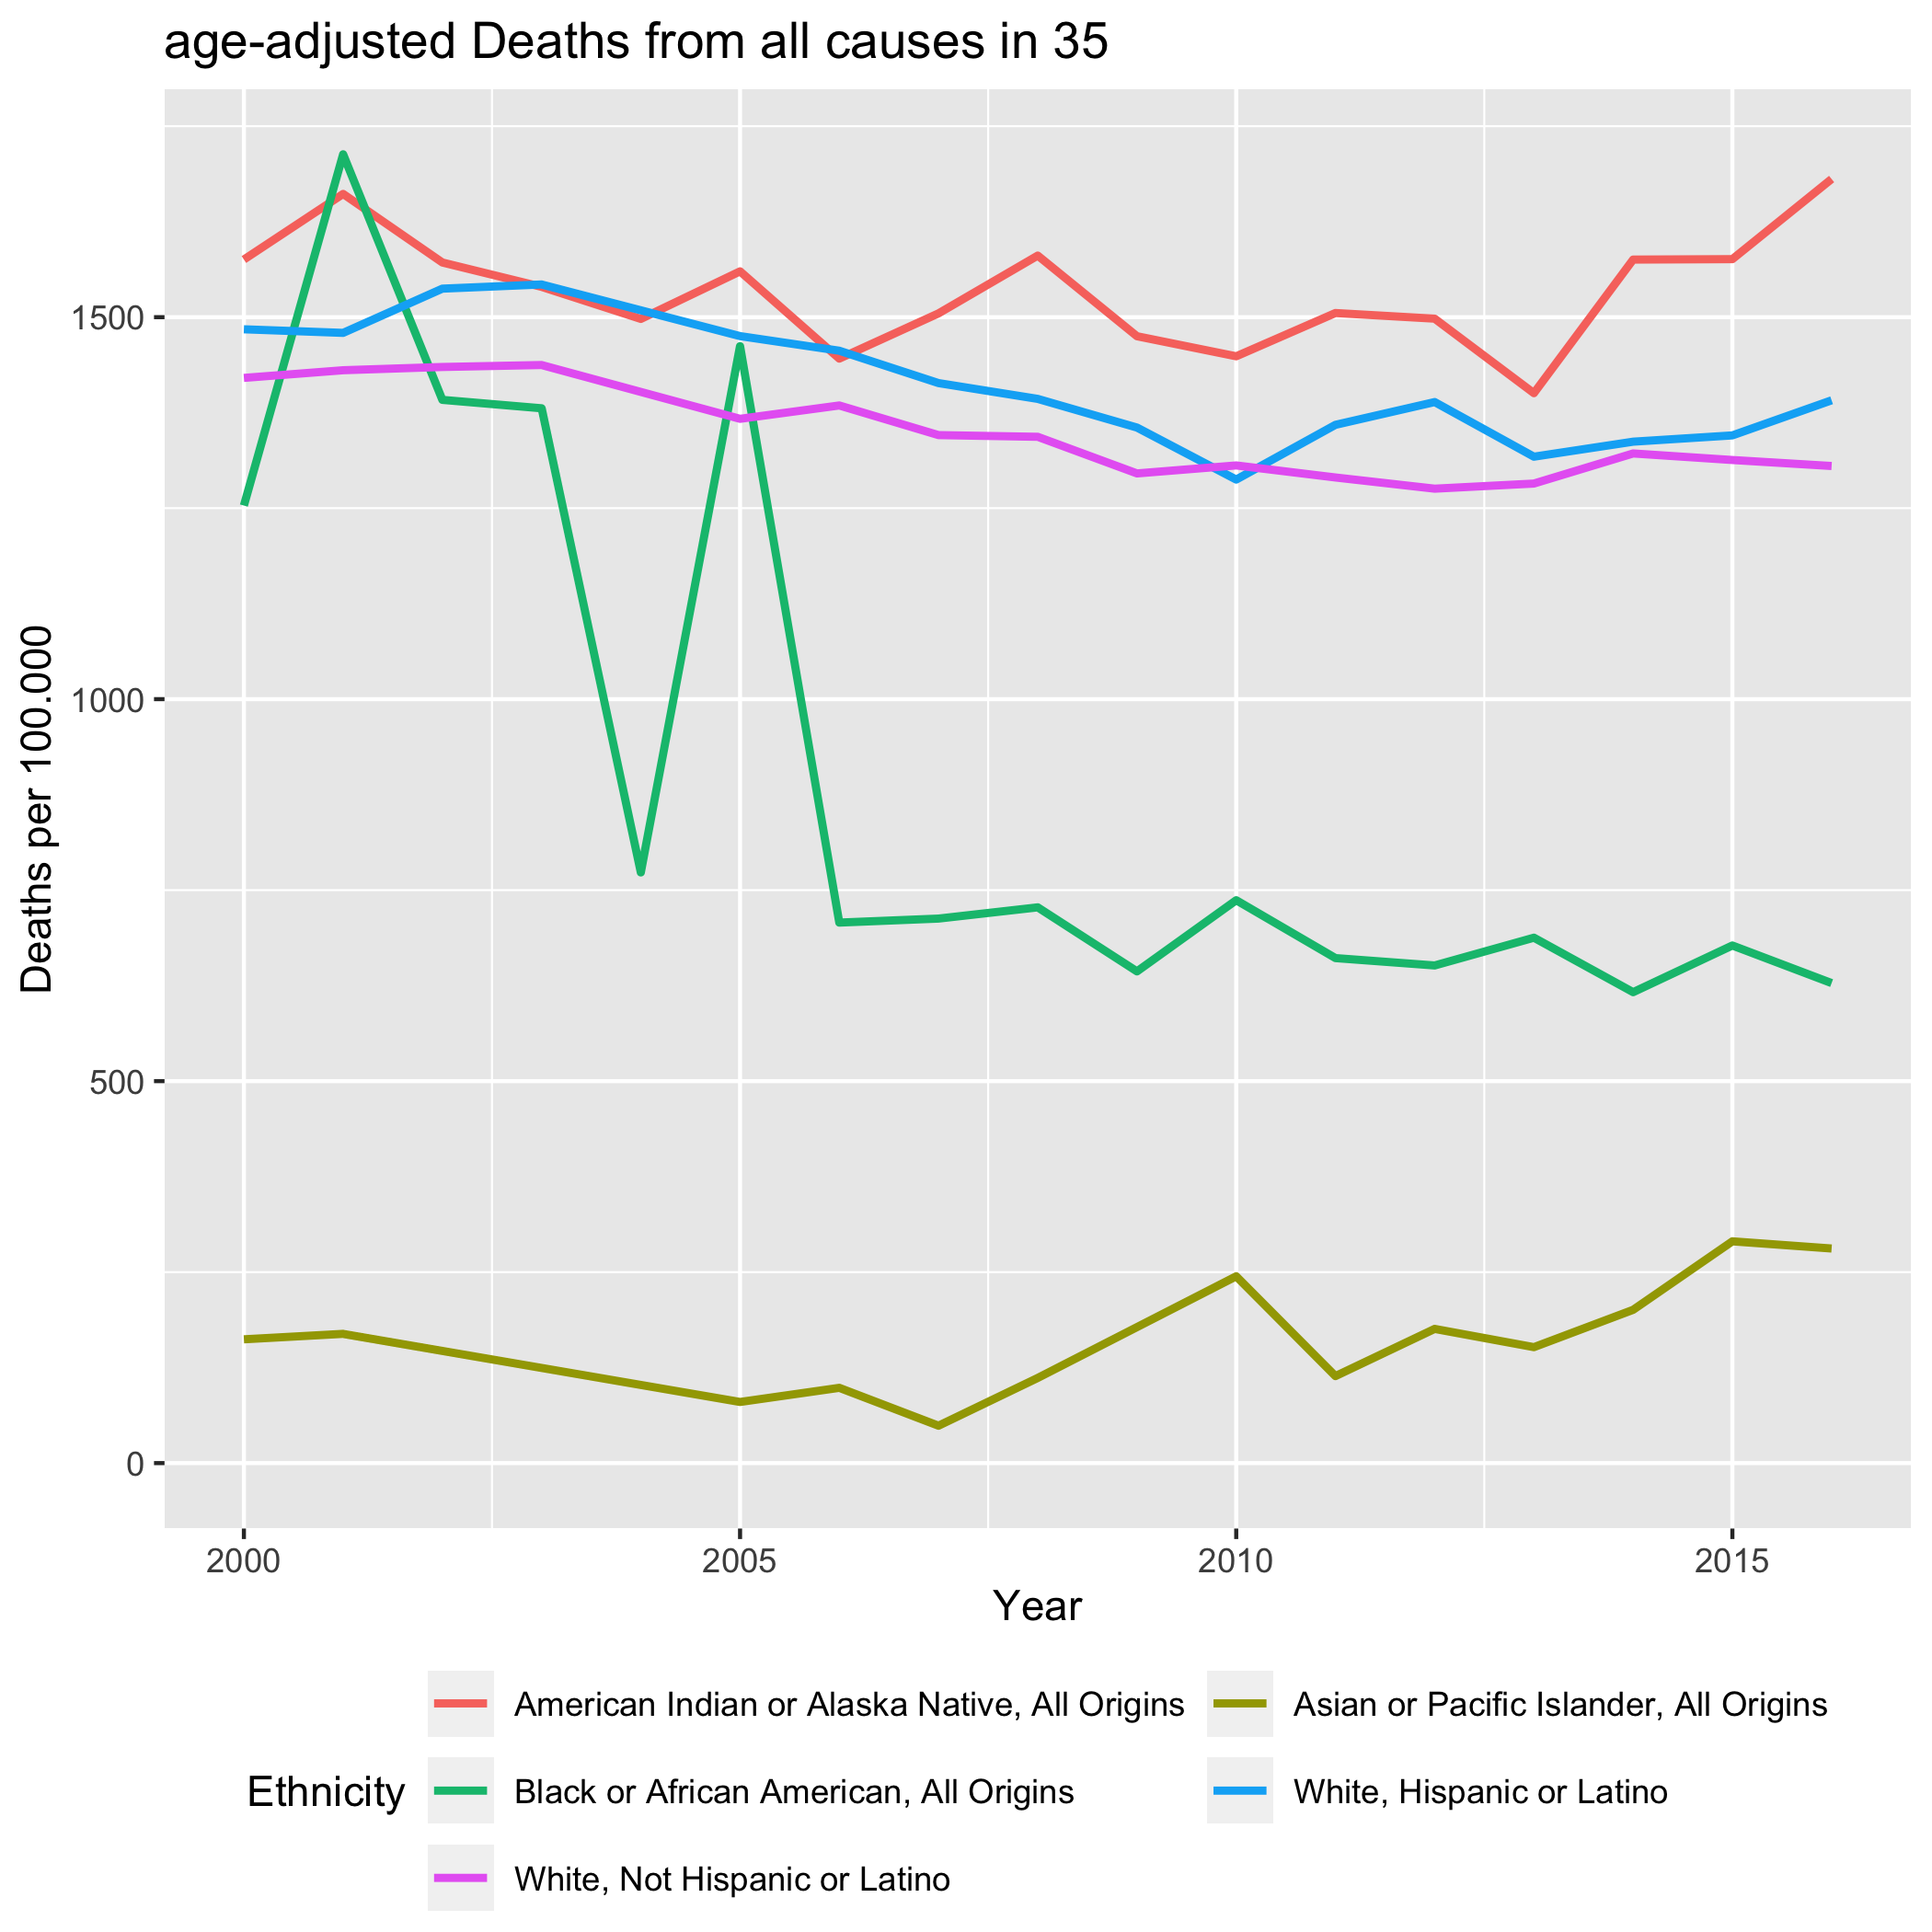 age-adjusted Deaths from all causes in 35
Deaths per 100.000
1500
1000
500
0
2000 2005 2010 2015
Year
Ethnicity
American Indian or Alaska Native, All Origins
Asian or Pacific Islander, All Origins
Black or African American, All Origins
White, Hispanic or Latino
White, Not Hispanic or Latino